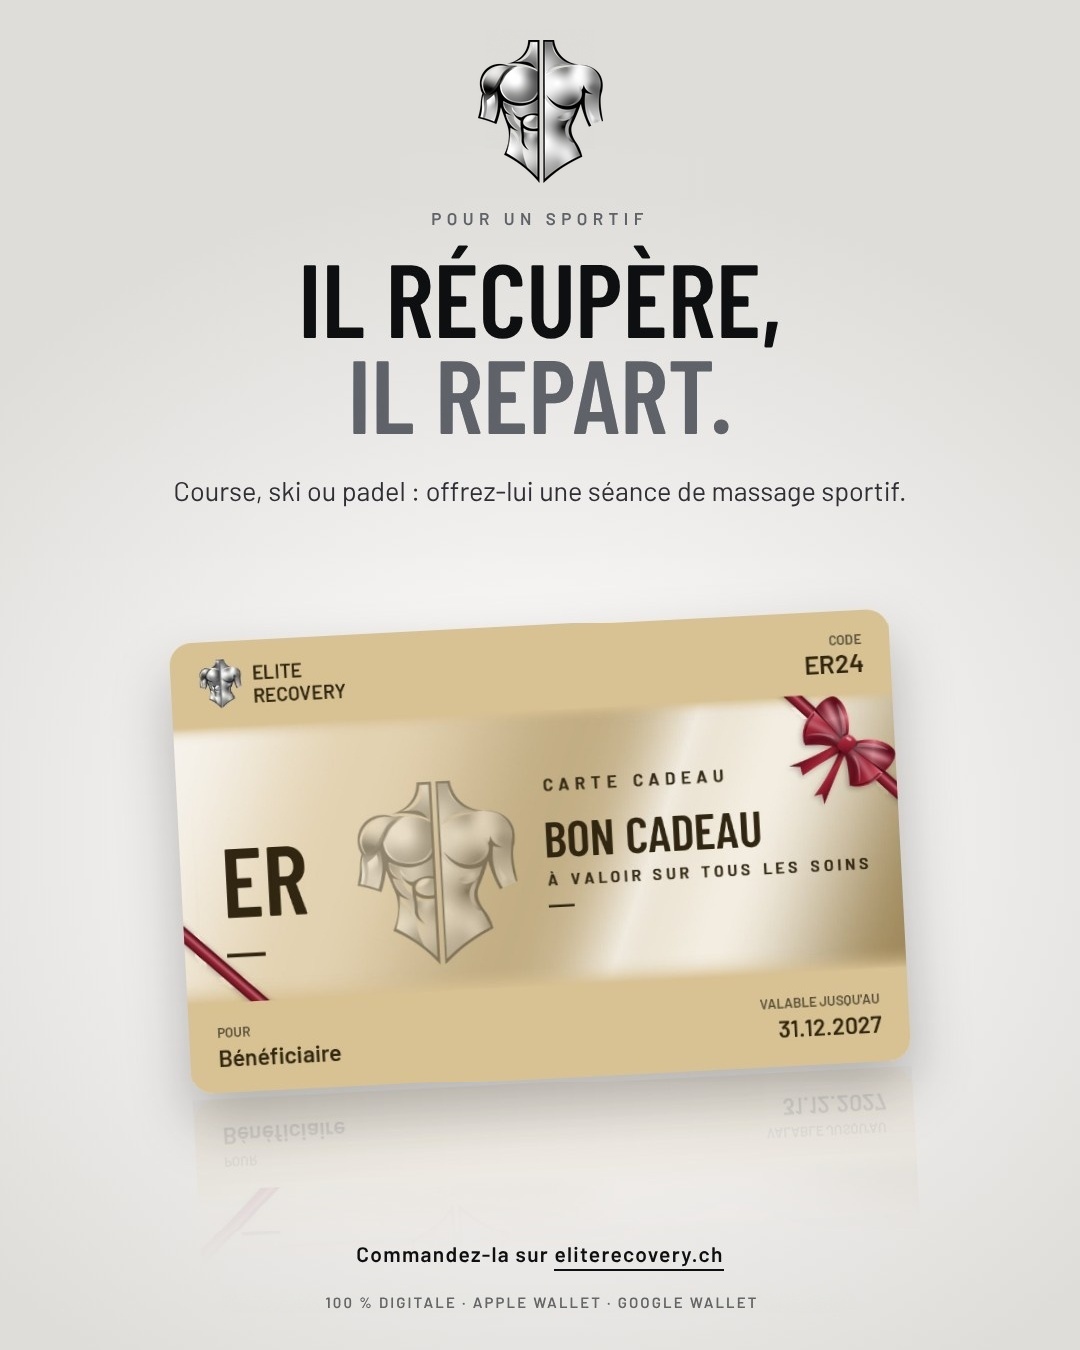 POUR UN SPORTIF
IL RÉCUPÈRE,
IL REPART.
Course, ski ou padel : offrez-lui une séance de massage sportif.
ELITE
RECOVERY
CODE
ER24
CARTE CADEAU
BON CADEAU
À VALOIR SUR TOUS LES SOINS
ER
POUR
Bénéficiaire
VALABLE JUSQU'AU
31.12.2027
Commandez-la sur eliterecovery.ch
100 % DIGITALE · APPLE WALLET · GOOGLE WALLET